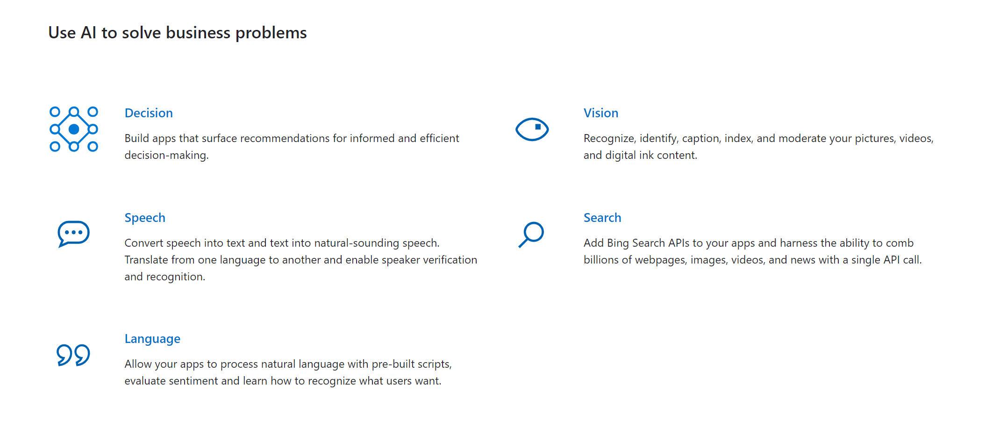 Use AI to solve business problems
Decision
Build apps that surface recommendations for informed and efficient
decision-making.
Vision
Recognize, identify, caption, index, and moderate your pictures, videos,
and digital ink content.
Speech
Convert speech into text and text into natural-sounding speech.
Translate from one language to another and enable speaker verification
and recognition.
Search
Add Bing Search APIs to your apps and harness the ability to comb
billions of webpages, images, videos, and news with a single API call.
Language
Allow your apps to process natural language with pre-built scripts,
evaluate sentiment and learn how to recognize what users want.